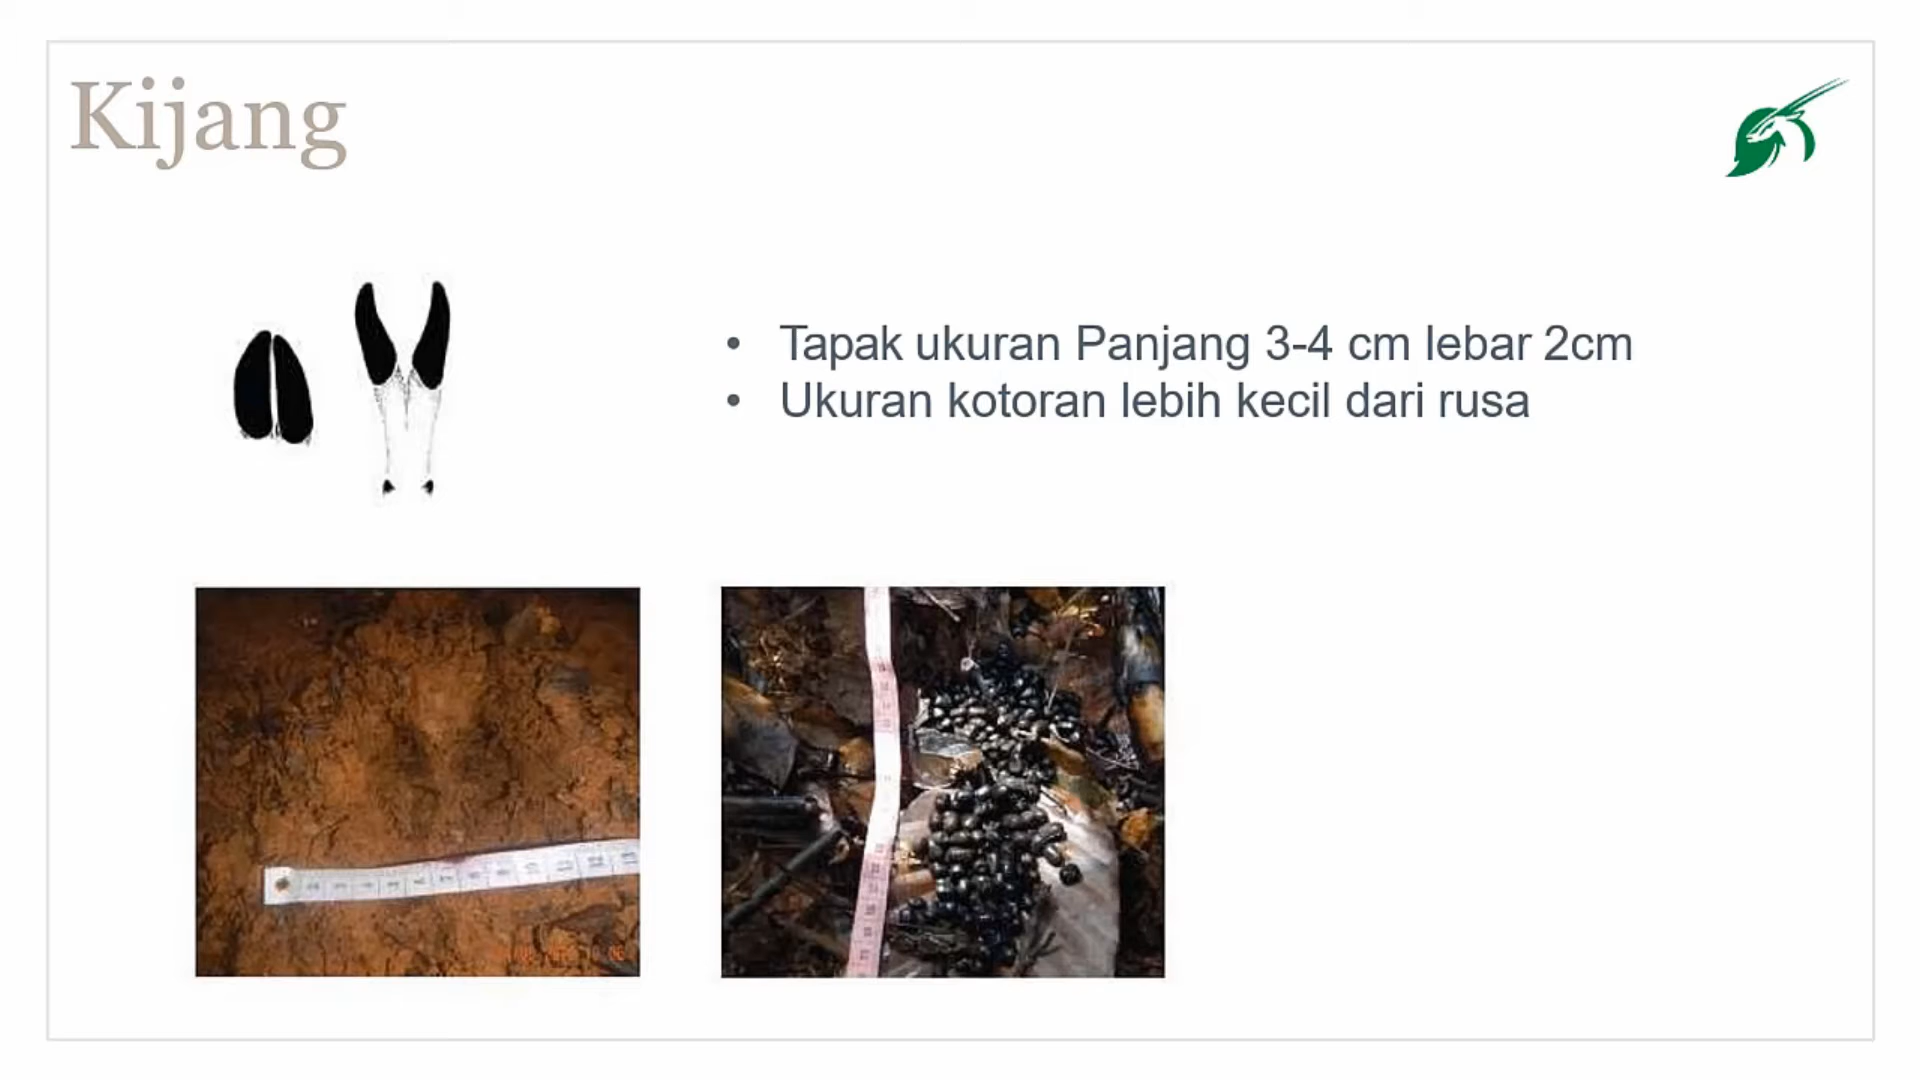 Kijang
• Tapak ukuran Panjang 3-4 cm lebar 2cm
• Ukuran kotoran lebih kecil dari rusa